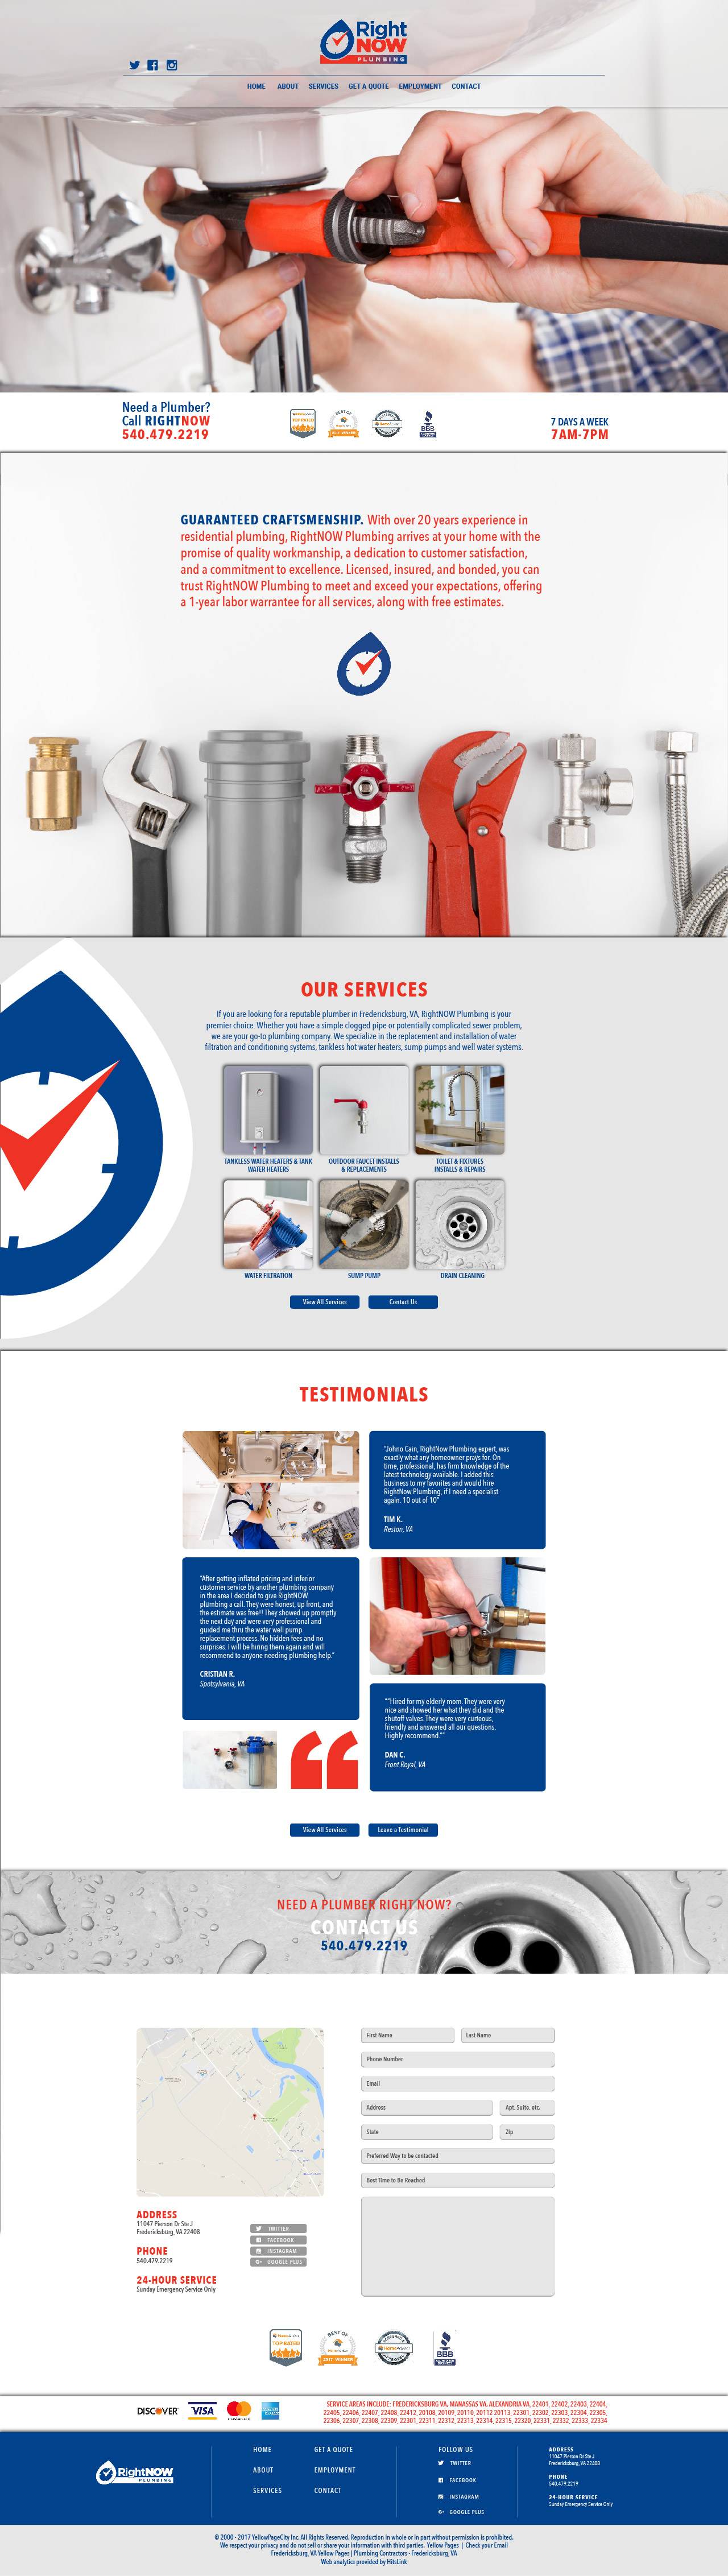 Right
NOW
PLUMBING
HOME ABOUT SERVICES GET A QUOTE EMPLOYMENT CONTACT
Need a Plumber?
Call RIGHTNOW
540.479.2219
HomeAdvisor
TOP RATED
BEST OF
2017 WINNER
HomeAdvisor
BBB
7 DAYS A WEEK
7AM-7PM
GUARANTEED CRAFTSMENSHIP. With over 20 years experience in
residential plumbing, RightNOW Plumbing arrives at your home with the
promise of quality workmanship, a dedication to customer satisfaction,
and a commitment to excellence. Licensed, insured, and bonded, you can
trust RightNOW Plumbing to meet and exceed your expectations, offering
a 1-year labor warrantee for all services, along with free estimates.
OUR SERVICES
If you are looking for a reputable plumber in Fredericksburg, VA, RightNOW Plumbing is your
premier choice. Whether you have a simple clogged pipe or potentially complicated sewer problem,
we are your go-to plumbing company. We specialize in the replacement and installation of water
filtration and conditioning systems, tankless hot water heaters, sump pumps and well water systems.
TANKLESS WATER HEATERS & TANK
WATER HEATERS
OUTDOOR FAUCET INSTALLS
& REPLACEMENTS
TOILET & FIXTURES
INSTALLS & REPAIRS
WATER FILTRATION
SUMP PUMP
DRAIN CLEANING
View All Services
Contact Us
TESTIMONIALS
"Johno Cain, RightNow Plumbing expert, was
exactly what any homeowner prays for. On
time, professional, has firm knowledge of the
latest technology available. I added this
business to my favorites and would hire
RightNow Plumbing, if I need a specialist
again. 10 out of 10"
TIM K.
Reston, VA
"After getting inflated pricing and inferior
customer service by another plumbing company
in the area I decided to give RightNOW
plumbing a call. They were honest, up front, and
the estimate was free!! They showed up promptly
the next day and were very professional and
guided me thru the water well pump
replacement process. No hidden fees and no
surprises. I will be hiring them again and will
recommend to anyone needing plumbing help."
CRISTIAN R.
Spotsylvania, VA
""Hired for my elderly mom. They were very
nice and showed her what they did and the
shutoff valves. They were very curteous,
friendly and answered all our questions.
Highly recommend.""
DAN C.
Front Royal, VA
View All Services
Leave a Testimonial
NEED A PLUMBER RIGHT NOW?
CONTACT US
540.479.2219
First Name
Last Name
Phone Number
Email
Address
Apt, Suite, etc.
State
Zip
Preferred Way to be contacted
Best Time to Be Reached
ADDRESS
11047 Pierson Dr Ste J
Fredericksburg, VA 22408
PHONE
540.479.2219
24-HOUR SERVICE
Sunday Emergency Service Only
TWITTER
FACEBOOK
INSTAGRAM
GOOGLE PLUS
HomeAdvisor
TOP RATED
BEST OF
2017 WINNER
HomeAdvisor
BBB
DISCOVER
VISA
SERVICE AREAS INCLUDE: FREDERICKSBURG VA, MANASSAS VA, ALEXANDRIA VA, 22401, 22402, 22403, 22404,
22405, 22406, 22407, 22408, 22412, 20108, 20109, 20110, 20112 20113, 22301, 22302, 22303, 22304, 22305,
22306, 22307, 22308, 22309, 22301, 22311, 22312, 22313, 22314, 22315, 22320, 22331, 22332, 22333, 22334
RightNOW
PLUMBING
HOME
ABOUT
SERVICES
GET A QUOTE
EMPLOYMENT
CONTACT
FOLLOW US
TWITTER
FACEBOOK
INSTAGRAM
GOOGLE PLUS
ADDRESS
11047 Pierson Dr Ste J
Fredericksburg, VA 22408
PHONE
540.479.2219
24-HOUR SERVICE
Sunday Emergency Service Only
© 2000 - 2017 YellowPageCity Inc. All Rights Reserved. Reproduction in whole or in part without permission is prohibited.
We respect your privacy and do not sell or share your information with third parties. Yellow Pages | Check your Email
Fredericksburg, VA Yellow Pages | Plumbing Contractors - Fredericksburg, VA
Web analytics provided by HitsLink